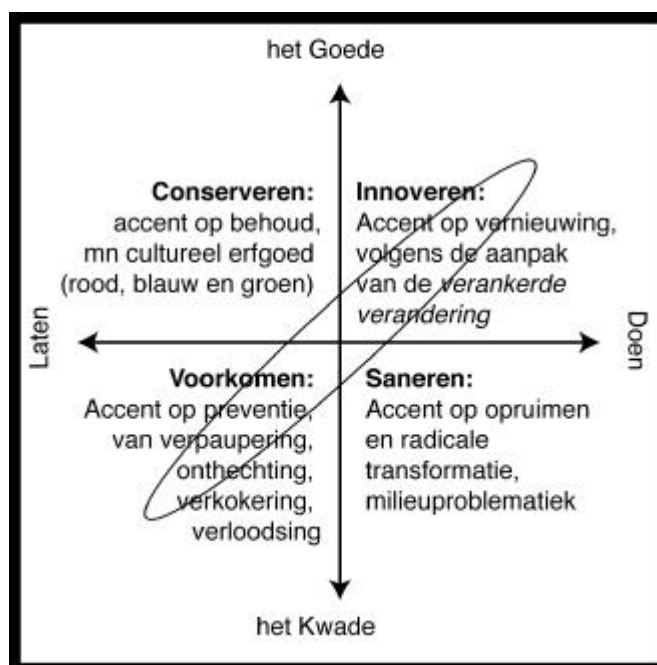 het Goede
Conserveren:
accent op behoud,
mn cultureel erfgoed
(rood, blauw en groen)
Innoveren:
Accent op vernieuwing,
volgens de aanpak
van de verankerde
verandering
Laten
Doen
Voorkomen:
Accent op preventie,
van verpaupering,
onthechting,
verkokering,
verloodsing
Saneren:
Accent op opruimen
en radicale
transformatie,
milieuproblematiek
het Kwade